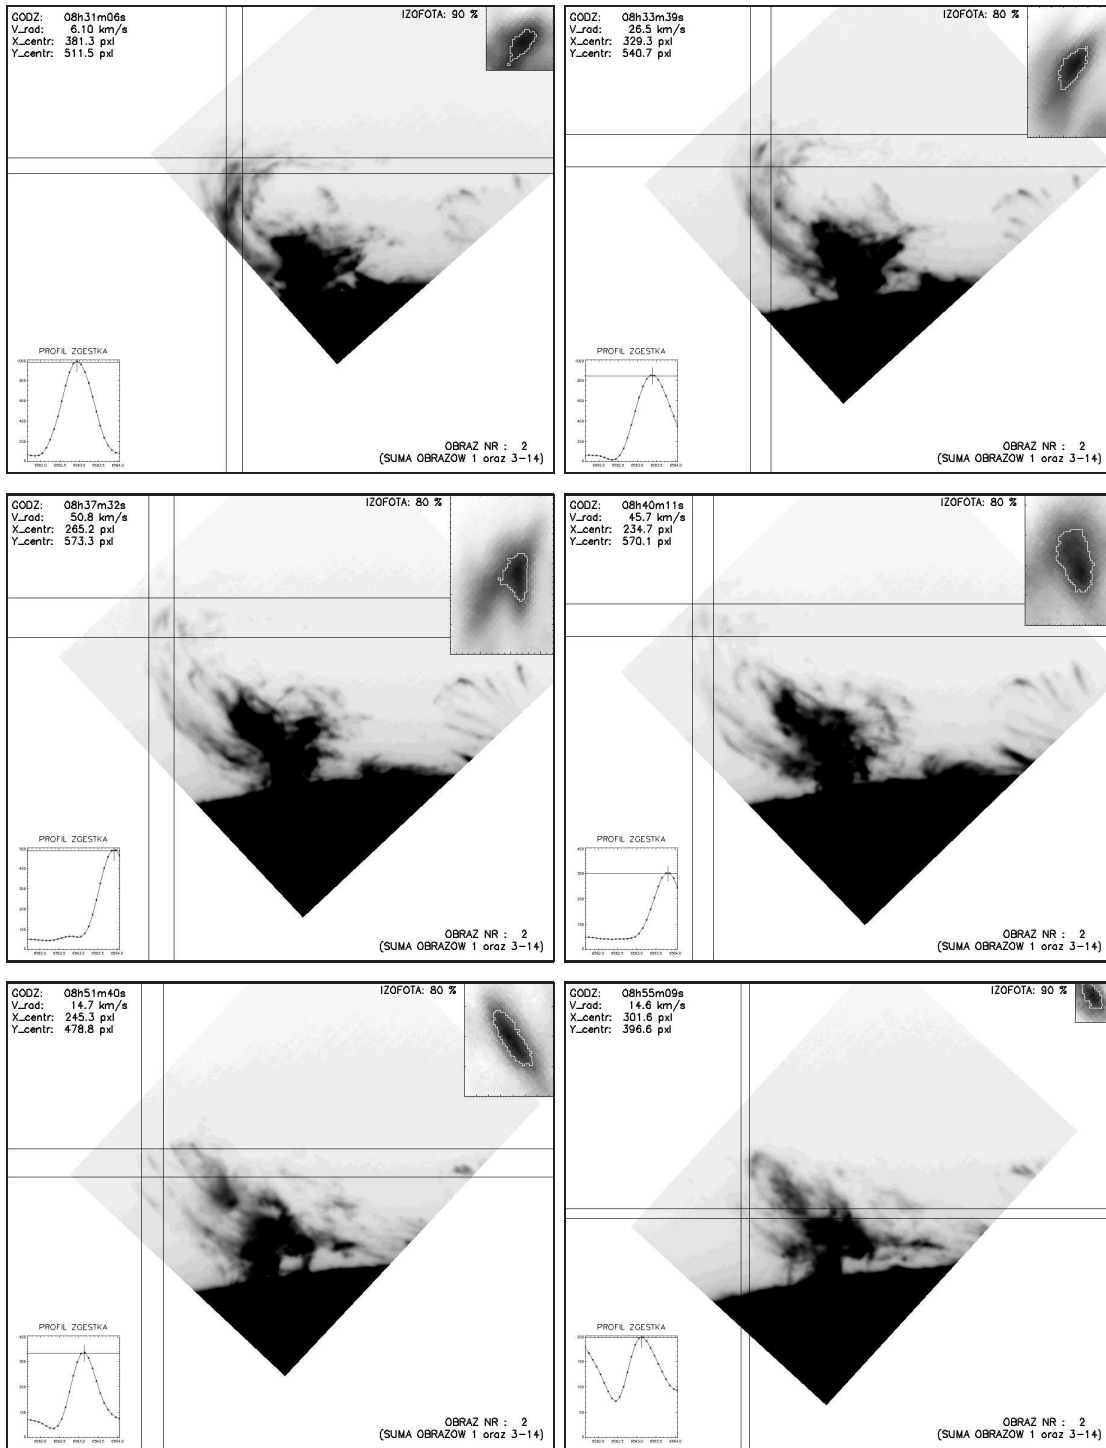 GODZ: 08h31m06s
V_rad: 6.10 km/s
X_centr: 381.3 pxl
Y_centr: 511.5 pxl
IZOFOTA: 90 %
PROFIL ZGESTKA
OBRAZ NR : 2
(SUMA OBRAZOW 1 oraz 3-14)
GODZ: 08h33m39s
V_rad: 26.5 km/s
X_centr: 329.3 pxl
Y_centr: 540.7 pxl
IZOFOTA: 80 %
PROFIL ZGESTKA
OBRAZ NR : 2
(SUMA OBRAZOW 1 oraz 3-14)
GODZ: 08h37m32s
V_rad: 50.8 km/s
X_centr: 265.2 pxl
Y_centr: 573.3 pxl
IZOFOTA: 80 %
PROFIL ZGESTKA
OBRAZ NR : 2
(SUMA OBRAZOW 1 oraz 3-14)
GODZ: 08h40m11s
V_rad: 45.7 km/s
X_centr: 234.7 pxl
Y_centr: 570.1 pxl
IZOFOTA: 80 %
PROFIL ZGESTKA
OBRAZ NR : 2
(SUMA OBRAZOW 1 oraz 3-14)
GODZ: 08h51m40s
V_rad: 14.7 km/s
X_centr: 245.3 pxl
Y_centr: 478.8 pxl
IZOFOTA: 80 %
PROFIL ZGESTKA
OBRAZ NR : 2
(SUMA OBRAZOW 1 oraz 3-14)
GODZ: 08h55m09s
V_rad: 14.6 km/s
X_centr: 301.6 pxl
Y_centr: 396.6 pxl
IZOFOTA: 90 %
PROFIL ZGESTKA
OBRAZ NR : 2
(SUMA OBRAZOW 1 oraz 3-14)